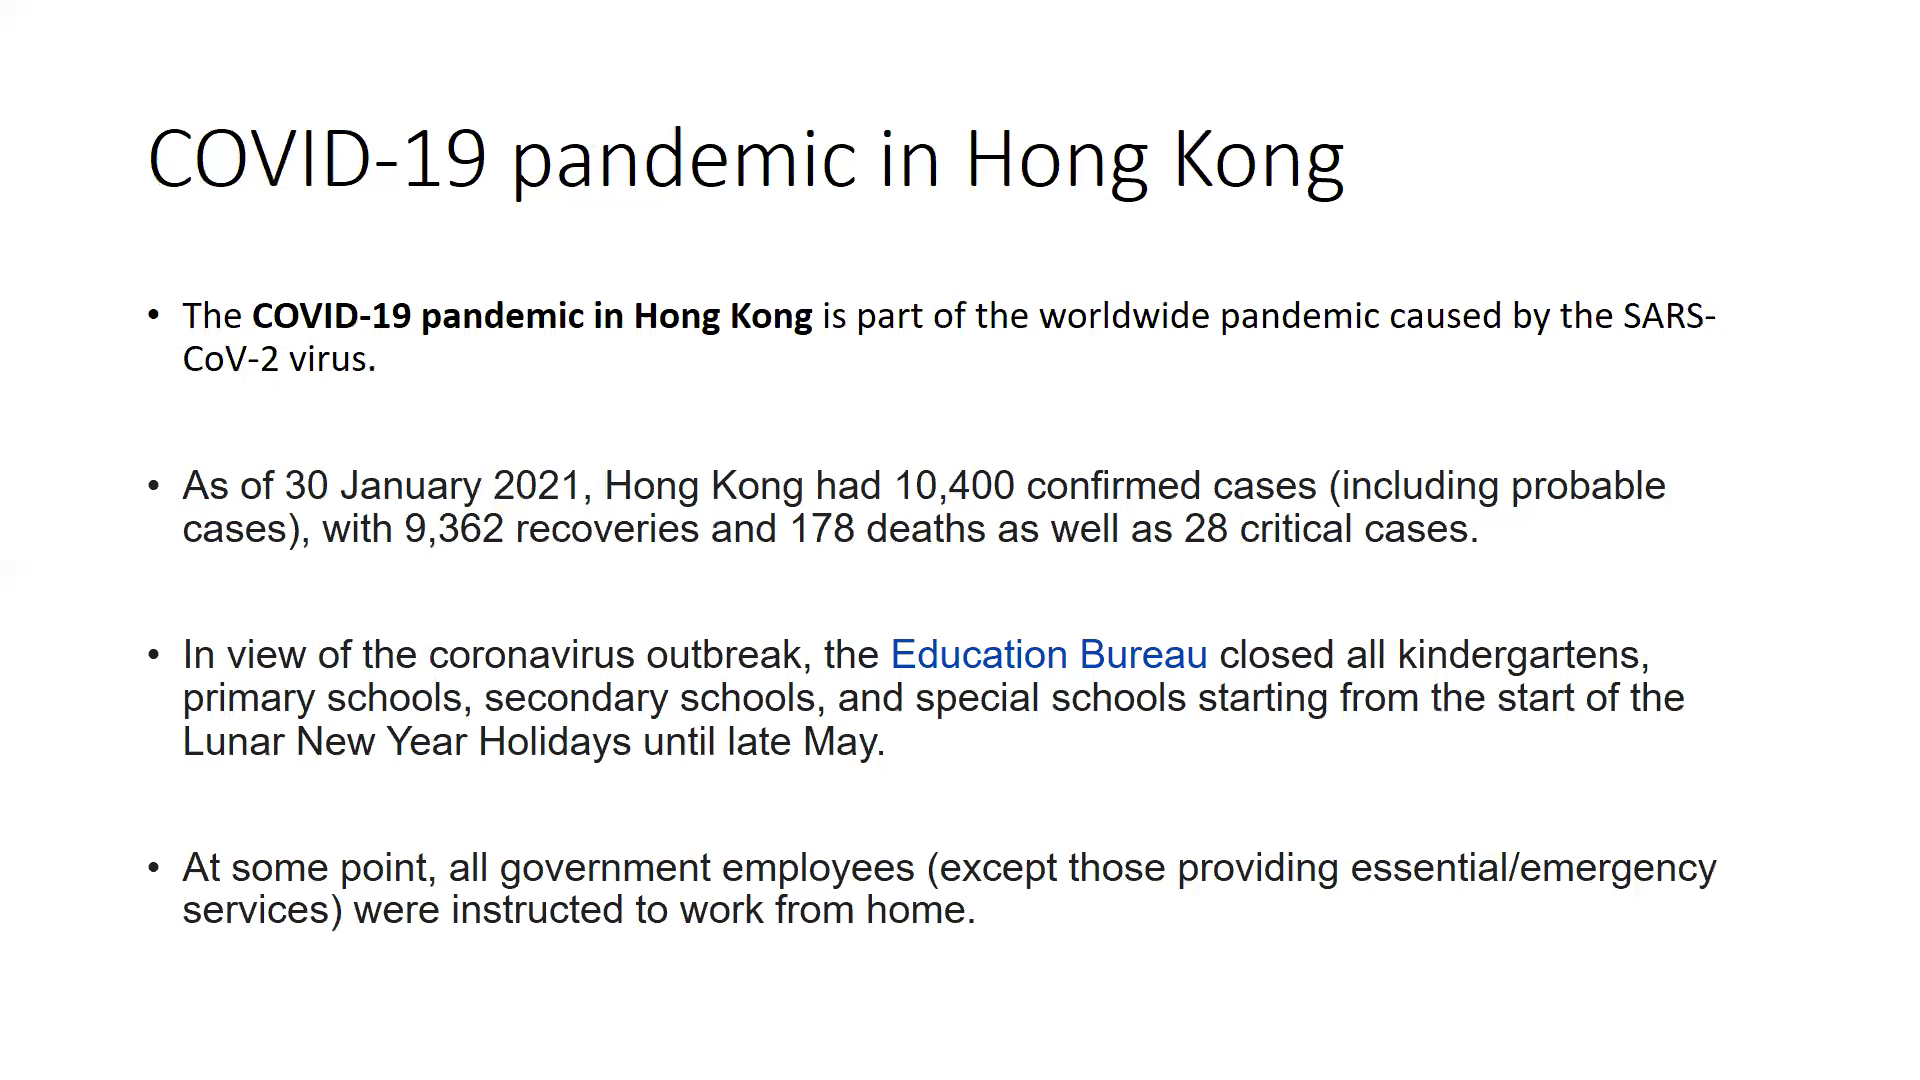 COVID-19 pandemic in Hong Kong
• The COVID-19 pandemic in Hong Kong is part of the worldwide pandemic caused by the SARS-
CoV-2 virus.
• As of 30 January 2021, Hong Kong had 10,400 confirmed cases (including probable
cases), with 9,362 recoveries and 178 deaths as well as 28 critical cases.
• In view of the coronavirus outbreak, the Education Bureau closed all kindergartens,
primary schools, secondary schools, and special schools starting from the start of the
Lunar New Year Holidays until late May.
• At some point, all government employees (except those providing essential/emergency
services) were instructed to work from home.